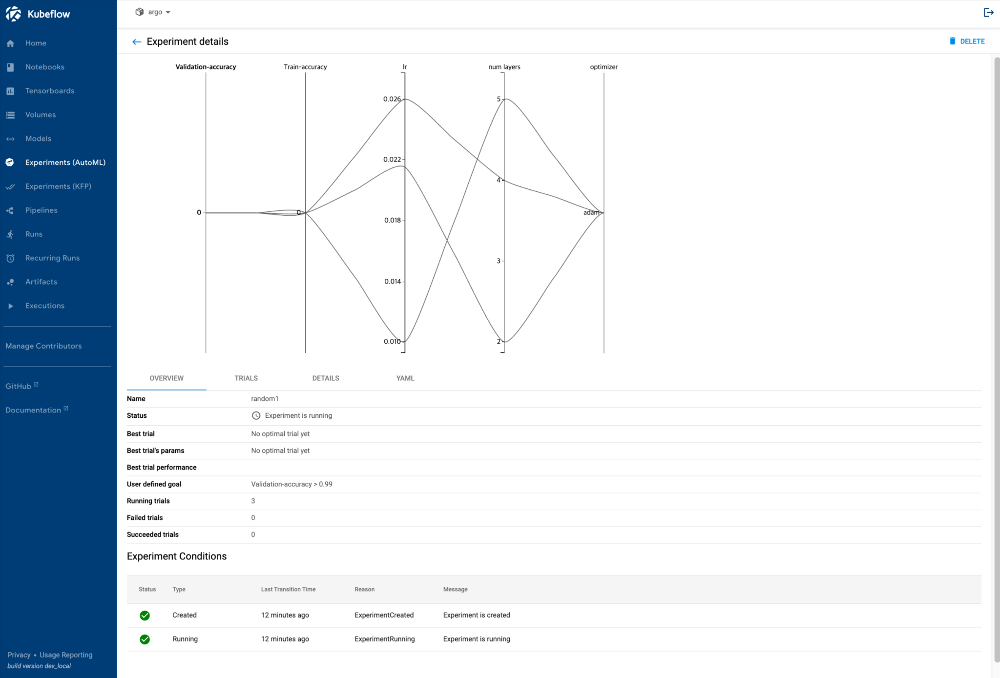 Kubeflow
argo
Home
Notebooks
Tensorboards
Volumes
Models
Experiments (AutoML)
Experiments (KFP)
Pipelines
Runs
Recurring Runs
Artifacts
Executions
Manage Contributors
GitHub
Documentation
Privacy • Usage Reporting
build version dev_local
Experiment details
DELETE
Validation-accuracy Train-accuracy lr num layers optimizer
0.026 5
0.022
4
0 0 adam
0.018
3
0.014
0.010 2
OVERVIEW TRIALS DETAILS YAML
Name random1
Status Experiment is running
Best trial No optimal trial yet
Best trial's params No optimal trial yet
Best trial performance
User defined goal Validation-accuracy > 0.99
Running trials 3
Failed trials 0
Succeeded trials 0
Experiment Conditions
Status Type Last Transition Time Reason Message
Created 12 minutes ago ExperimentCreated Experiment is created
Running 12 minutes ago ExperimentRunning Experiment is running